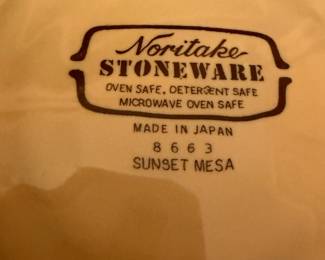 Noritake
STONEWARE
OVEN SAFE, DETERGENT SAFE
MICROWAVE OVEN SAFE
MADE IN JAPAN
8663
SUNSET MESA